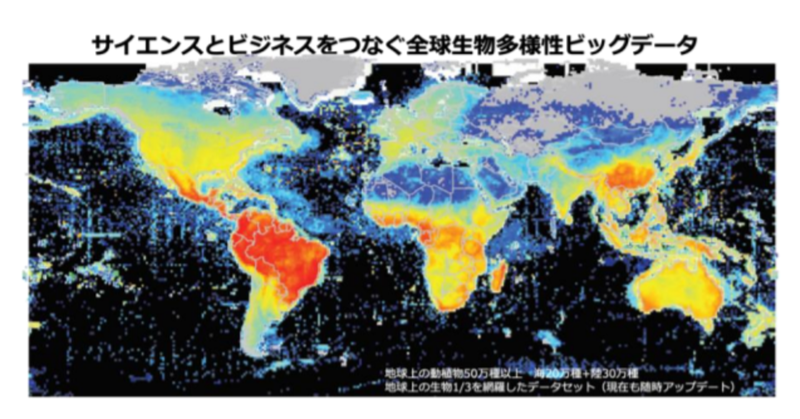 サイエンスとビジネスをつなぐ全球生物多様性ビッグデータ
地球上の動植物50万種以上　海20万種+陸30万種
地球上の生物1/3を網羅したデータセット（現在も随時アップデート）